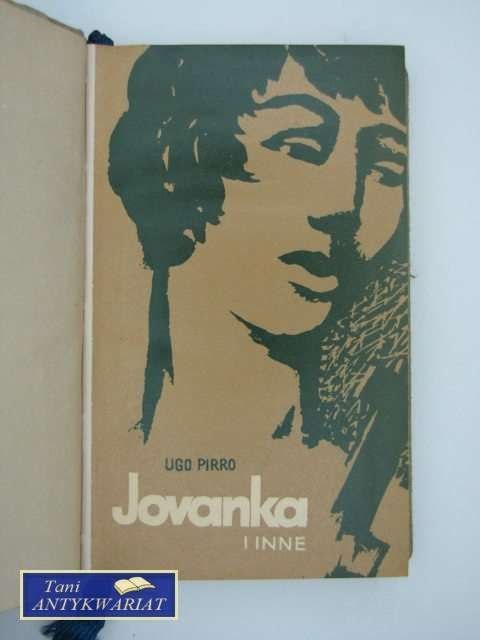 UGO PIRRO
Jovanka
I INNE
Tani
ANTYKWARIAT